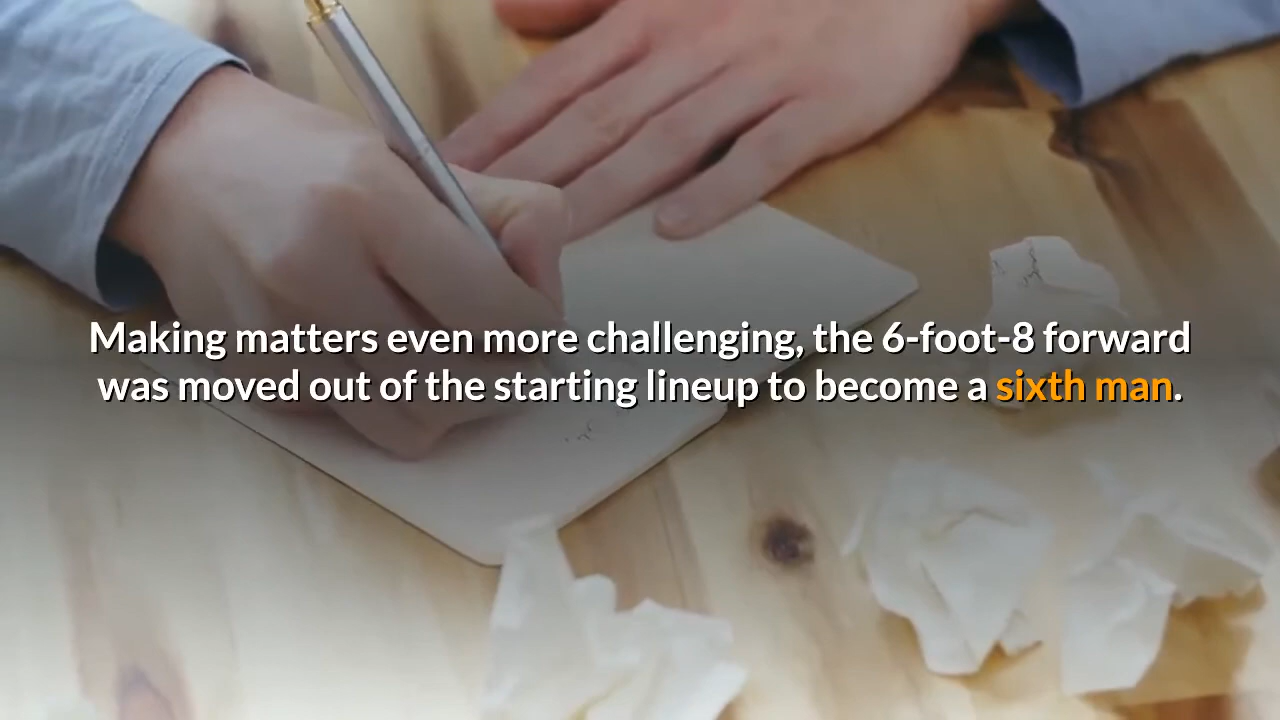 Making matters even more challenging, the 6-foot-8 forward
was moved out of the starting lineup to become a sixth man.